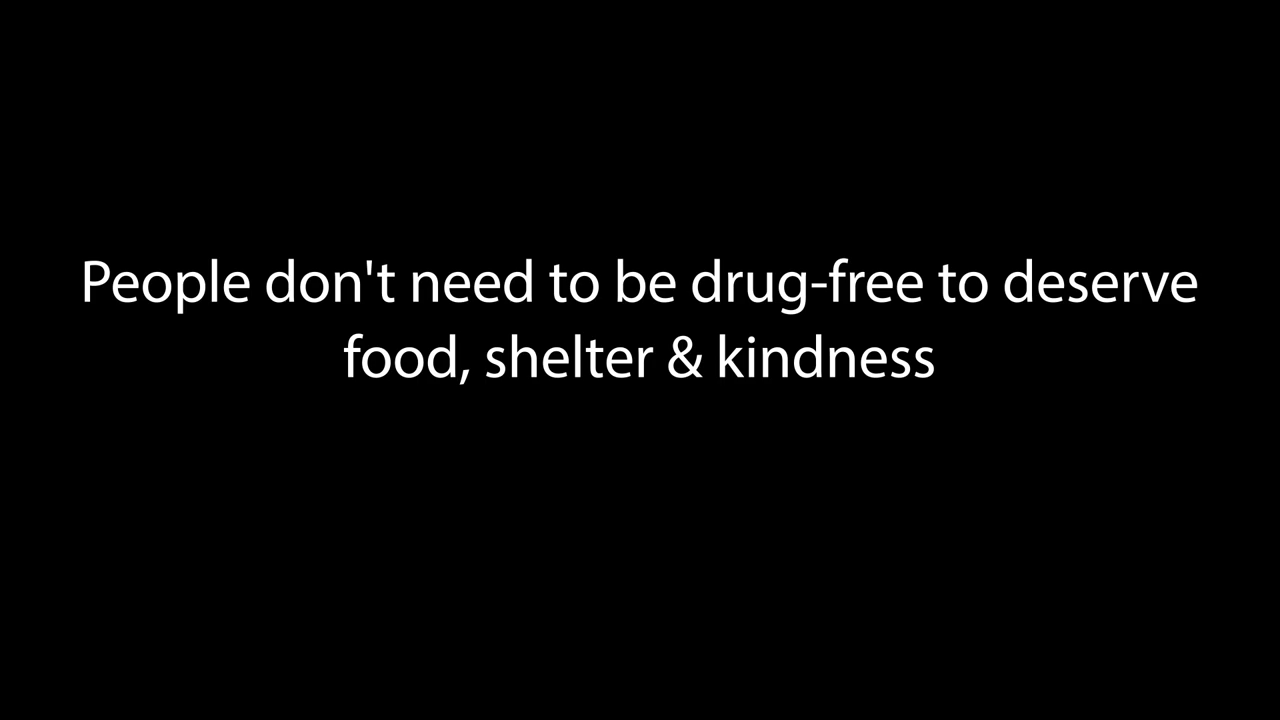 People don't need to be drug-free to deserve
food, shelter & kindness